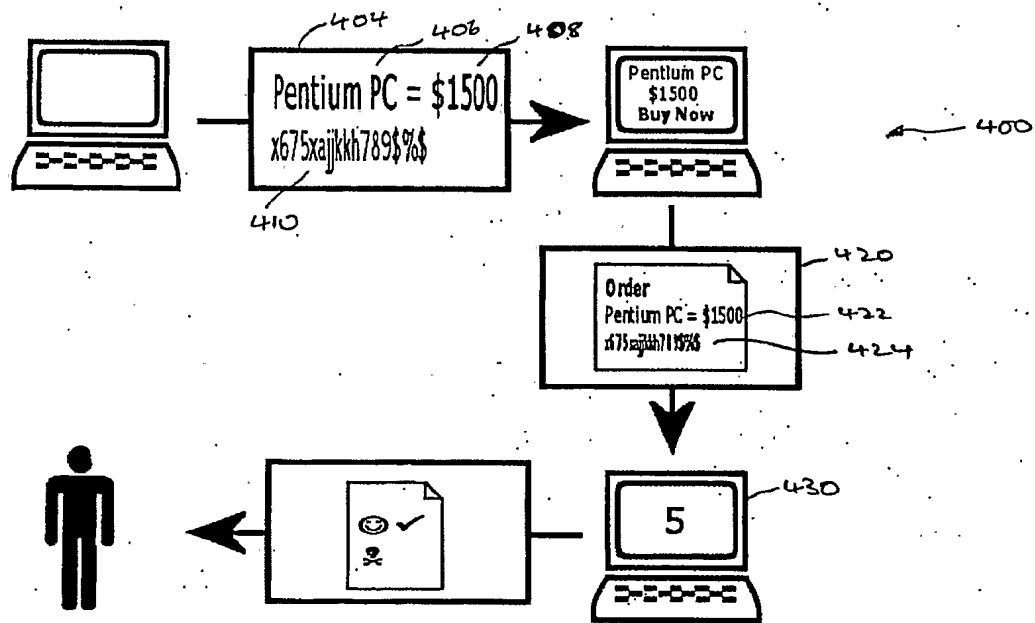 404
406
408
Pentium PC = $1500
x675xajjkkh789$%$
410
Pentium PC
$1500
Buy Now
400
420
Order
Pentium PC = $1500
422
x675xajjkkh789$%$
424
430
5